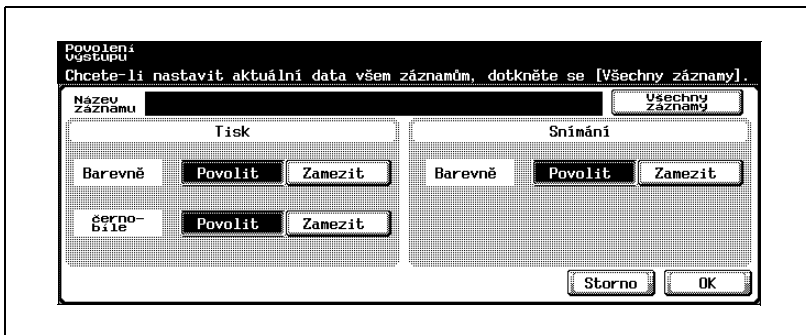 Povolení
výstupu
Chcete-li nastavit aktuální data všem záznamům, dotkněte se [Všechny záznamy].
Název
záznamu
Všechny
záznamy
Tisk
Snímání
Barevně Povolit Zamezit
Barevně Povolit Zamezit
černo-
bíle
Povolit Zamezit
Storno OK